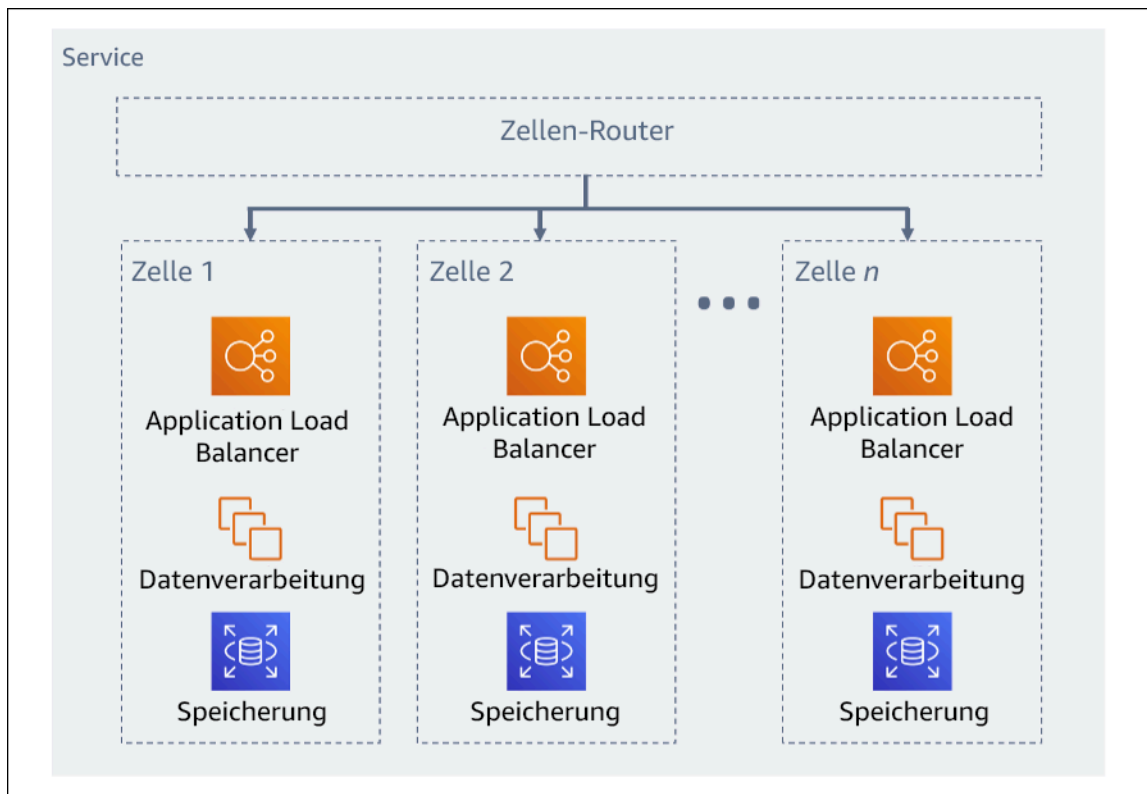 Service
Zellen-Router
Zelle 1
Application Load
Balancer
Datenverarbeitung
Speicherung
Zelle 2
Application Load
Balancer
Datenverarbeitung
Speicherung
Zelle n
Application Load
Balancer
Datenverarbeitung
Speicherung